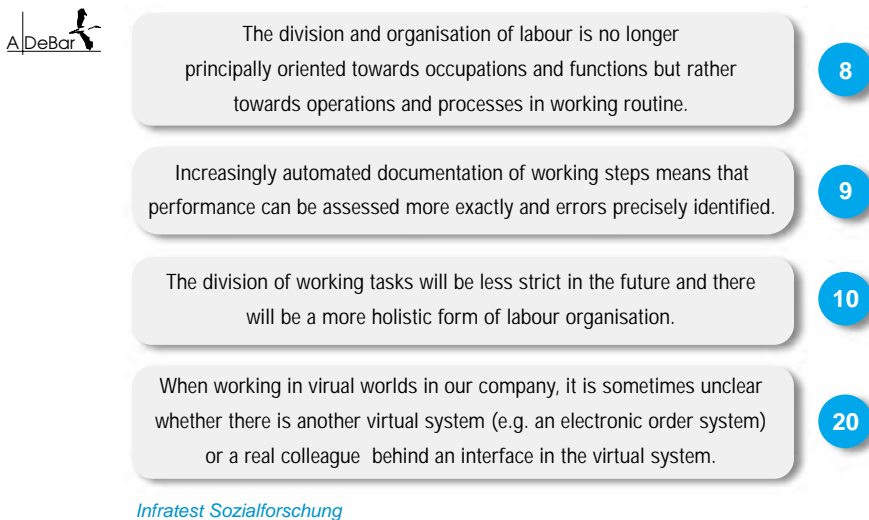 A DeBar
The division and organisation of labour is no longer
principally oriented towards occupations and functions but rather
towards operations and processes in working routine.
8
Increasingly automated documentation of working steps means that
performance can be assessed more exactly and errors precisely identified.
9
The division of working tasks will be less strict in the future and there
will be a more holistic form of labour organisation.
10
When working in virual worlds in our company, it is sometimes unclear
whether there is another virtual system (e.g. an electronic order system)
or a real colleague behind an interface in the virtual system.
20
Infratest Sozialforschung